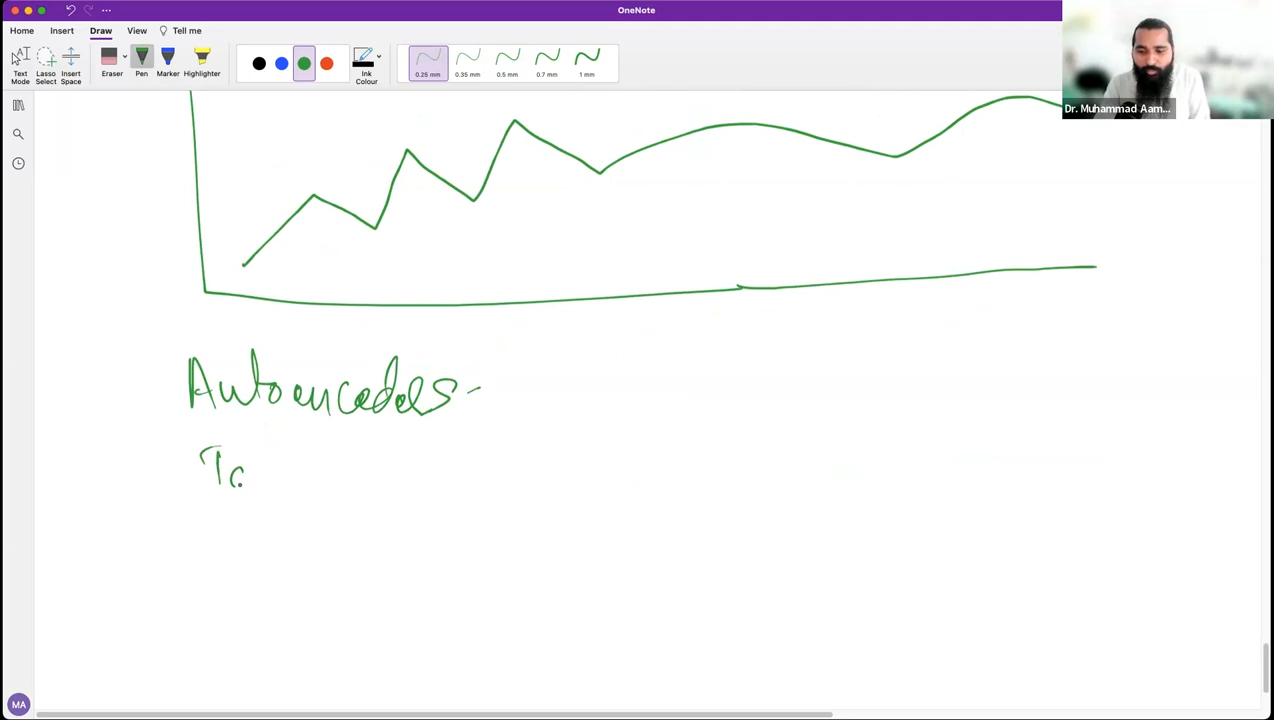 OneNote
Home Insert Draw View Tell me
Text Mode Lasso Select Insert Space Eraser Pen Marker Highlighter Ink Colour 0.25 mm 0.35 mm 0.5 mm 0.7 mm 1 mm
Dr. Muhammad Aam...
Autoencoders-
To
MA